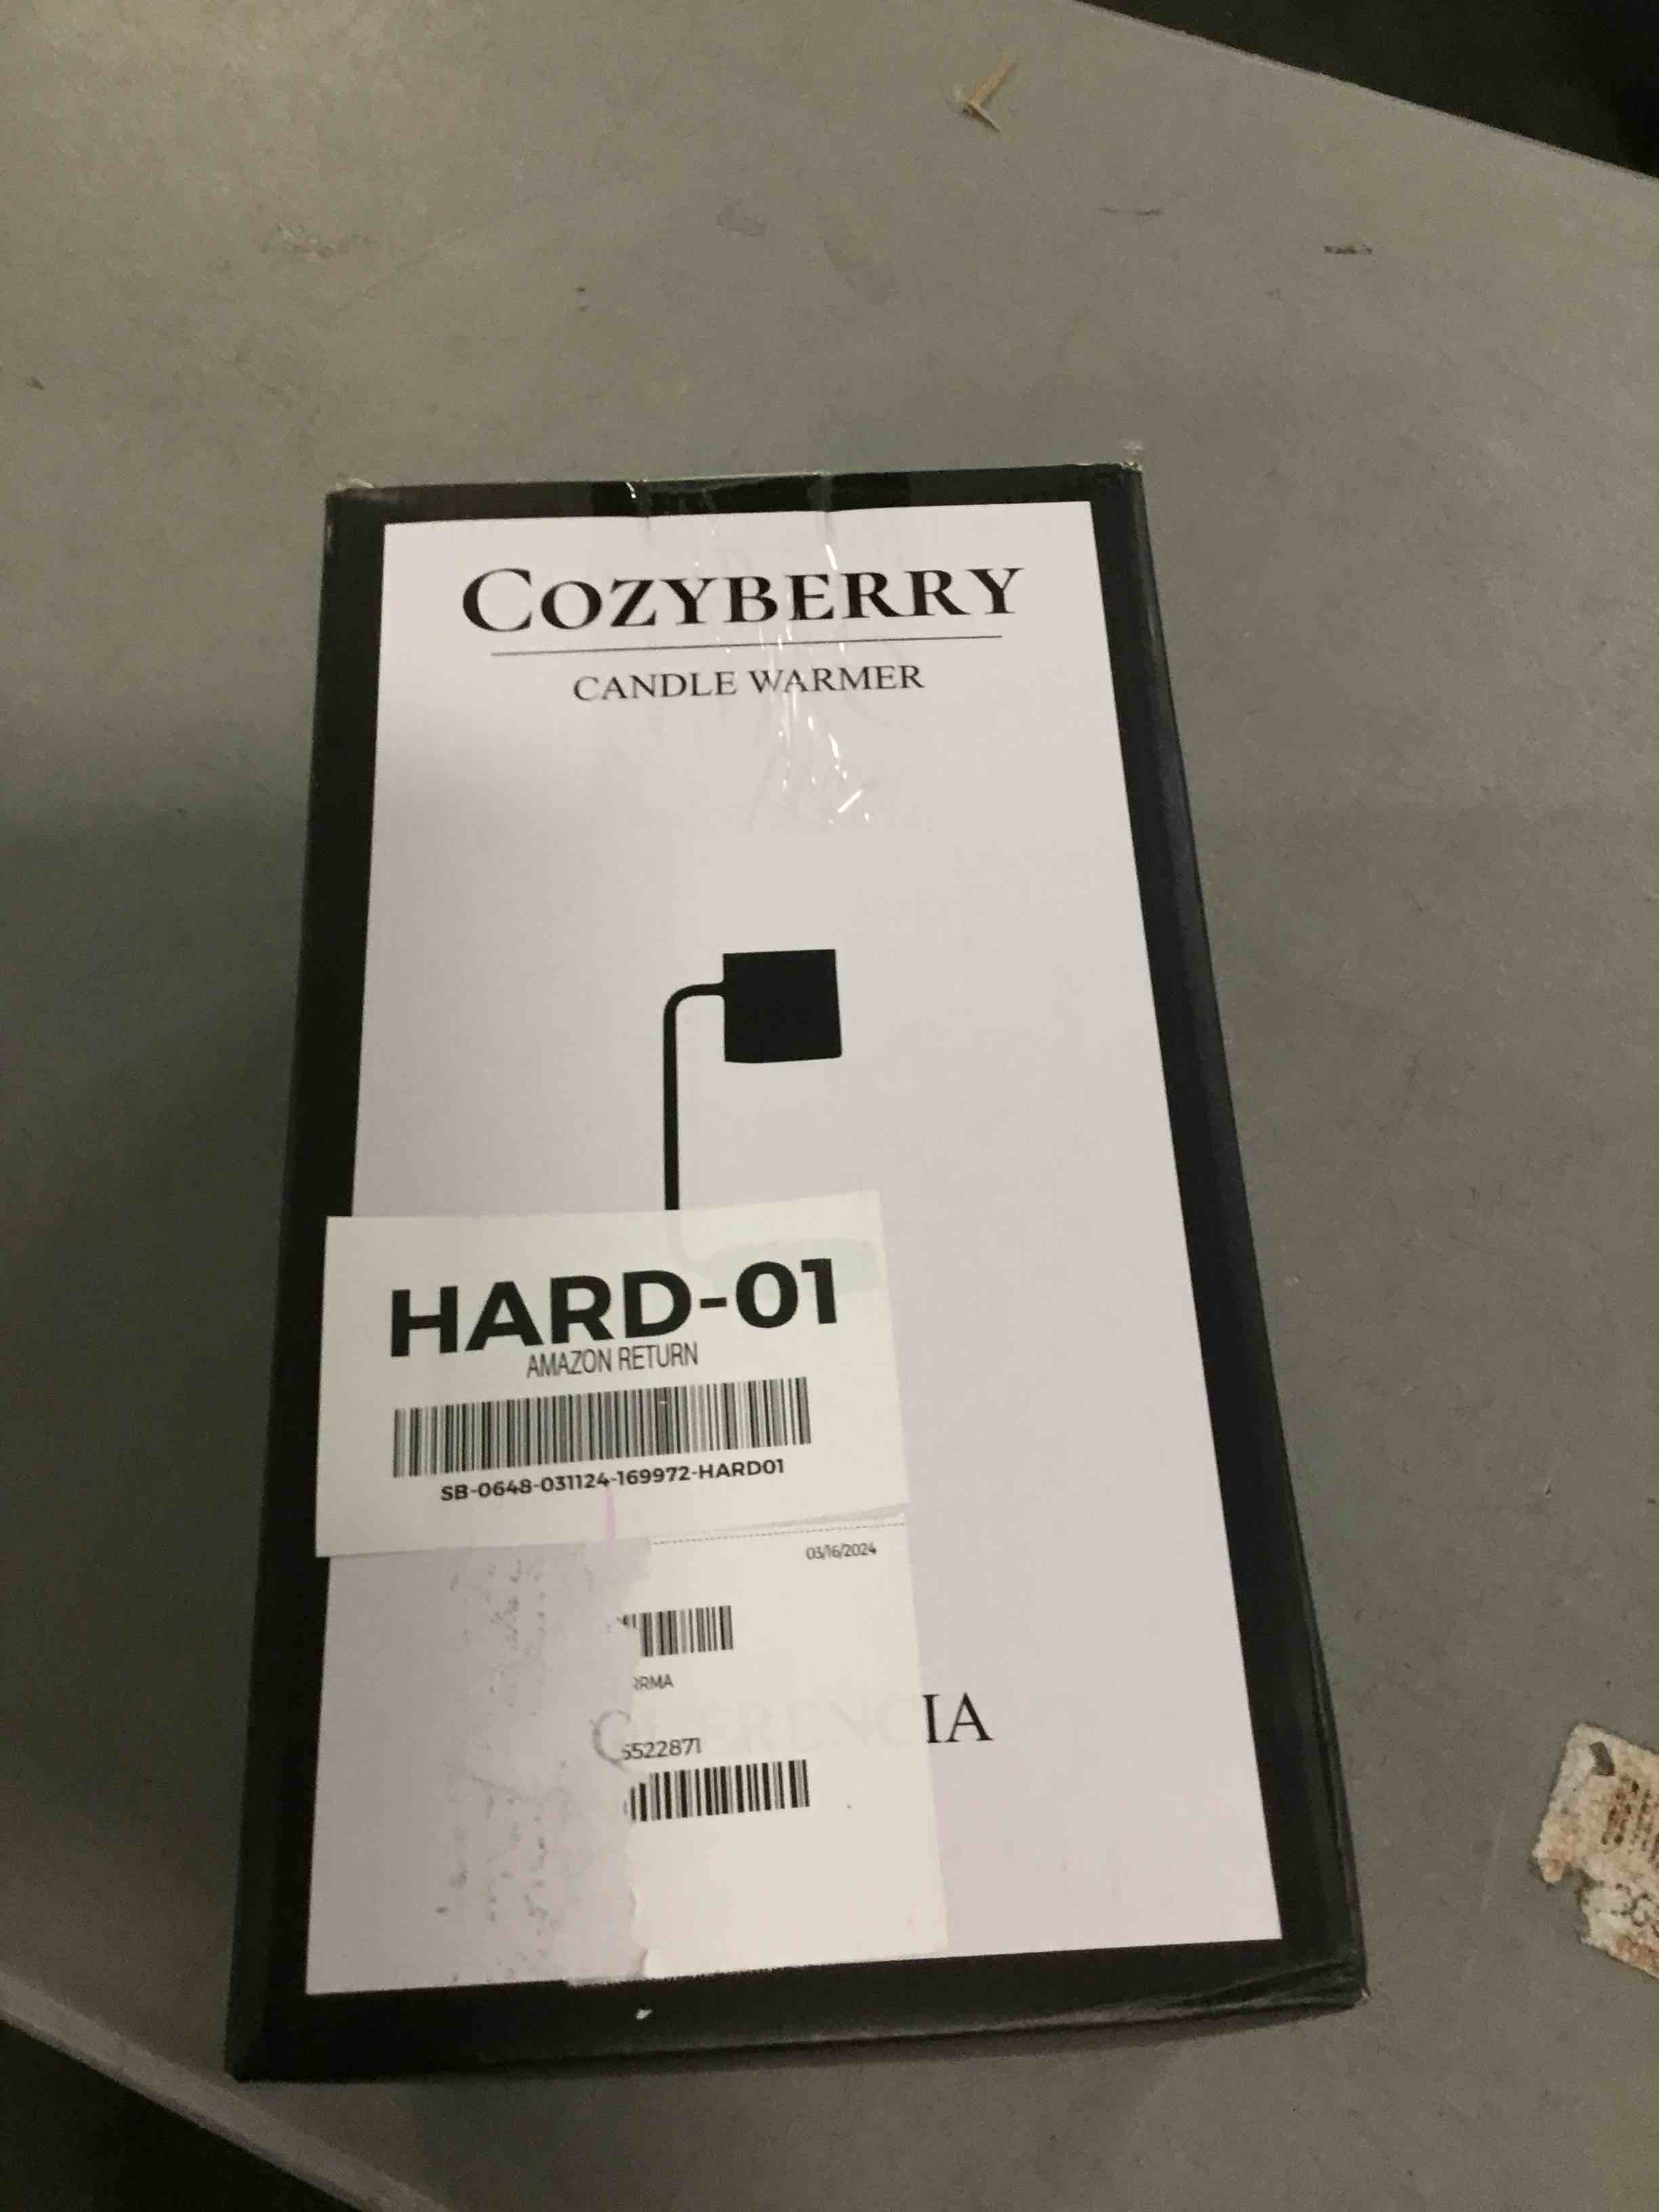 COZYBERRY
CANDLE WARMER
HARD-01
AMAZON RETURN
SB-0648-031124-169972-HARD01
03/16/2024
RMA
5522871
IA